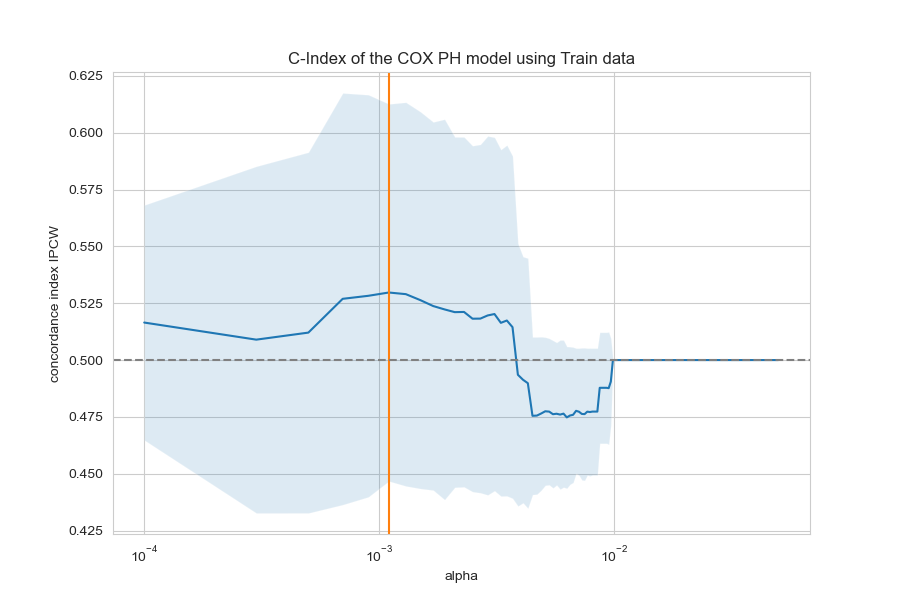 C-Index of the COX PH model using Train data
0.625
0.600
0.575
0.550
0.525
0.500
0.475
0.450
0.425
concordance index IPCW
10⁻⁴ 10⁻³ 10⁻²
alpha